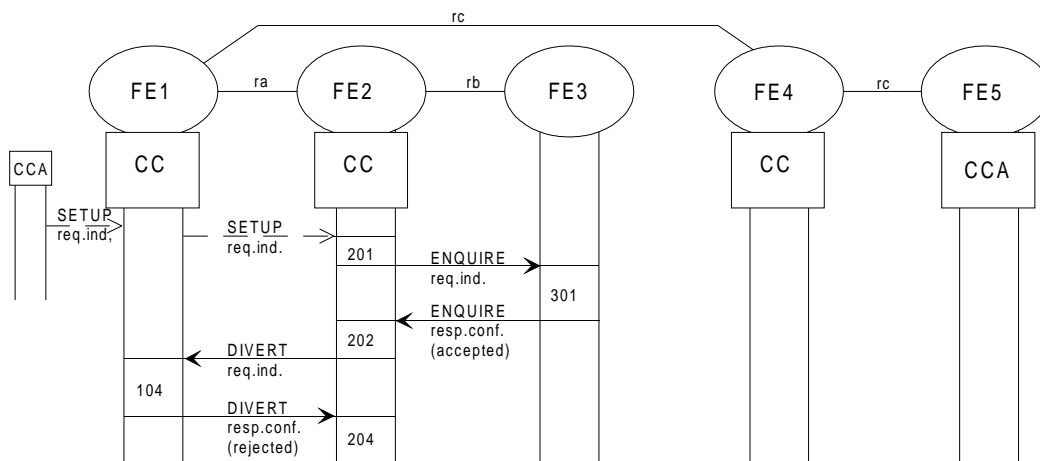 rc
FE1
ra
FE2
rb
FE3
FE4
rc
FE5
CCA
CC
CC
CC
CCA
SETUP
req.ind,
SETUP
req.ind.
201
ENQUIRE
req.ind.
301
ENQUIRE
resp.conf.
(accepted)
202
DIVERT
req.ind.
104
DIVERT
resp.conf.
(rejected)
204